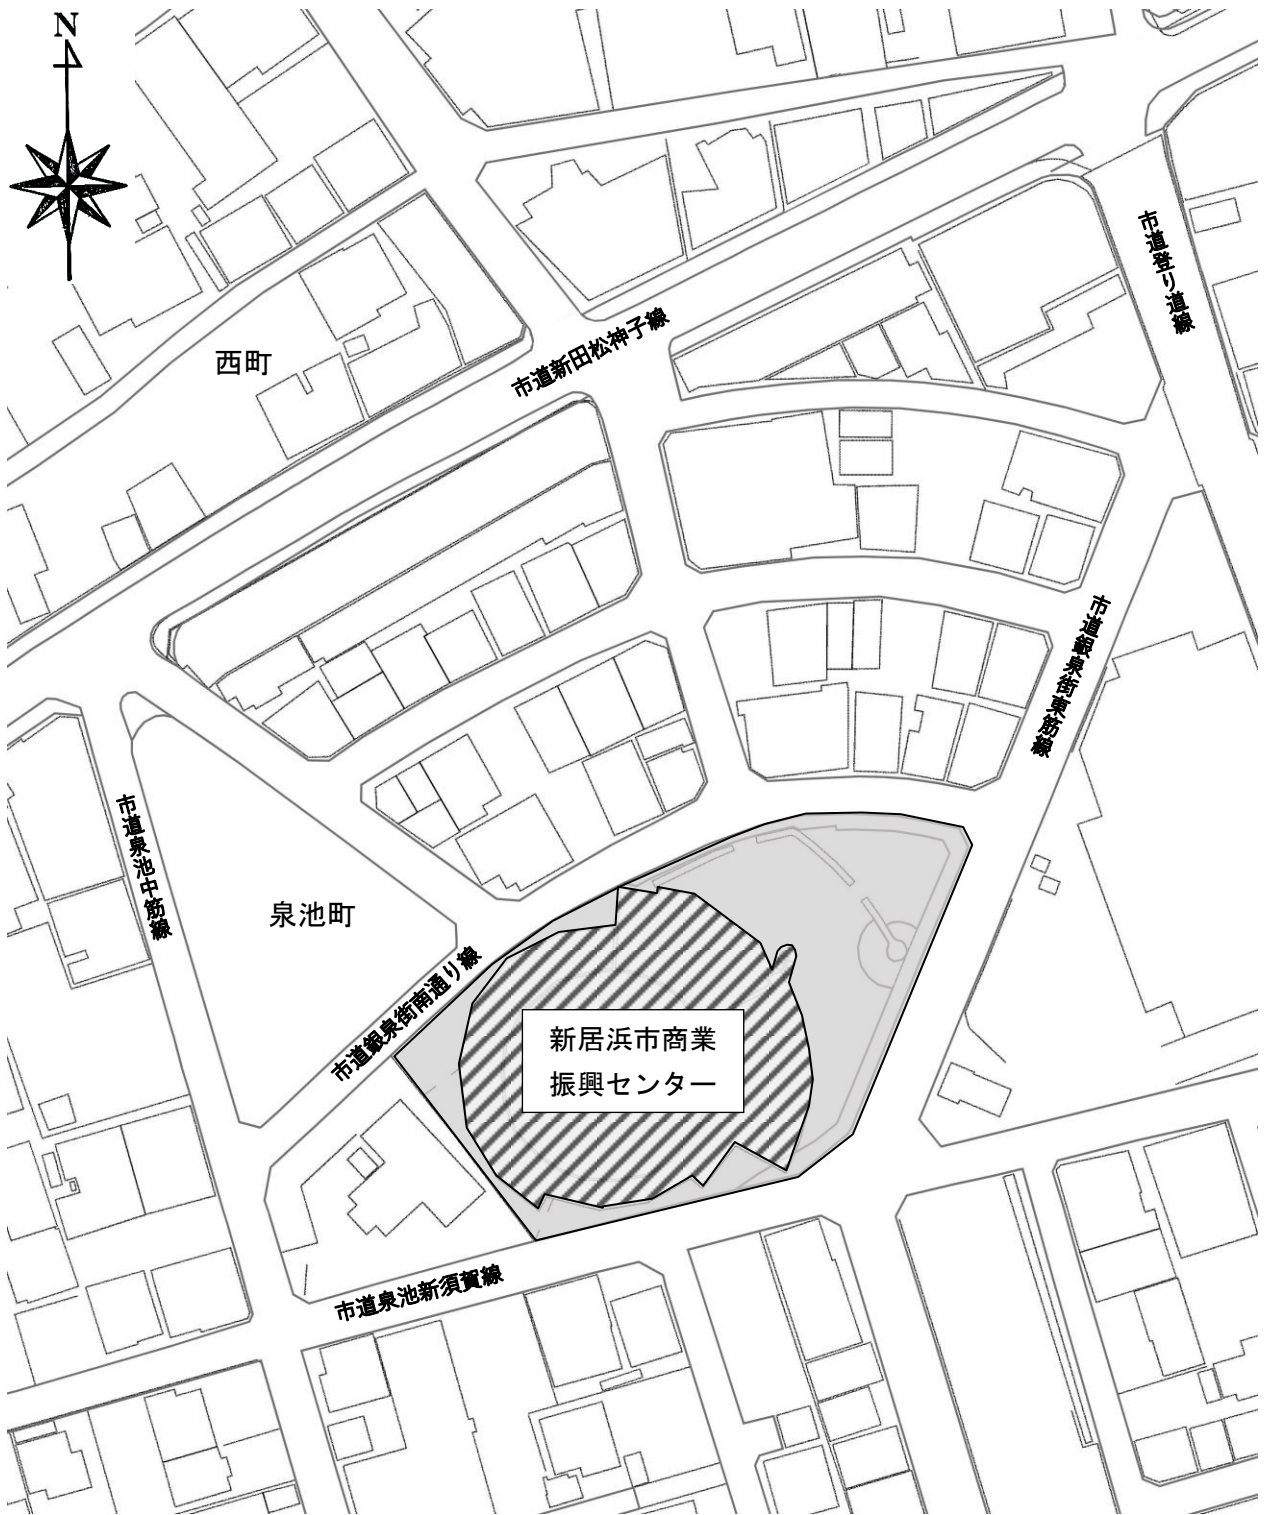 N
市道登り道線
市道新田松神子線
西町
市道銀泉街東筋線
市道泉池中筋線
泉池町
市道銀泉街南通り線
新居浜市商業
振興センター
市道泉池新須賀線